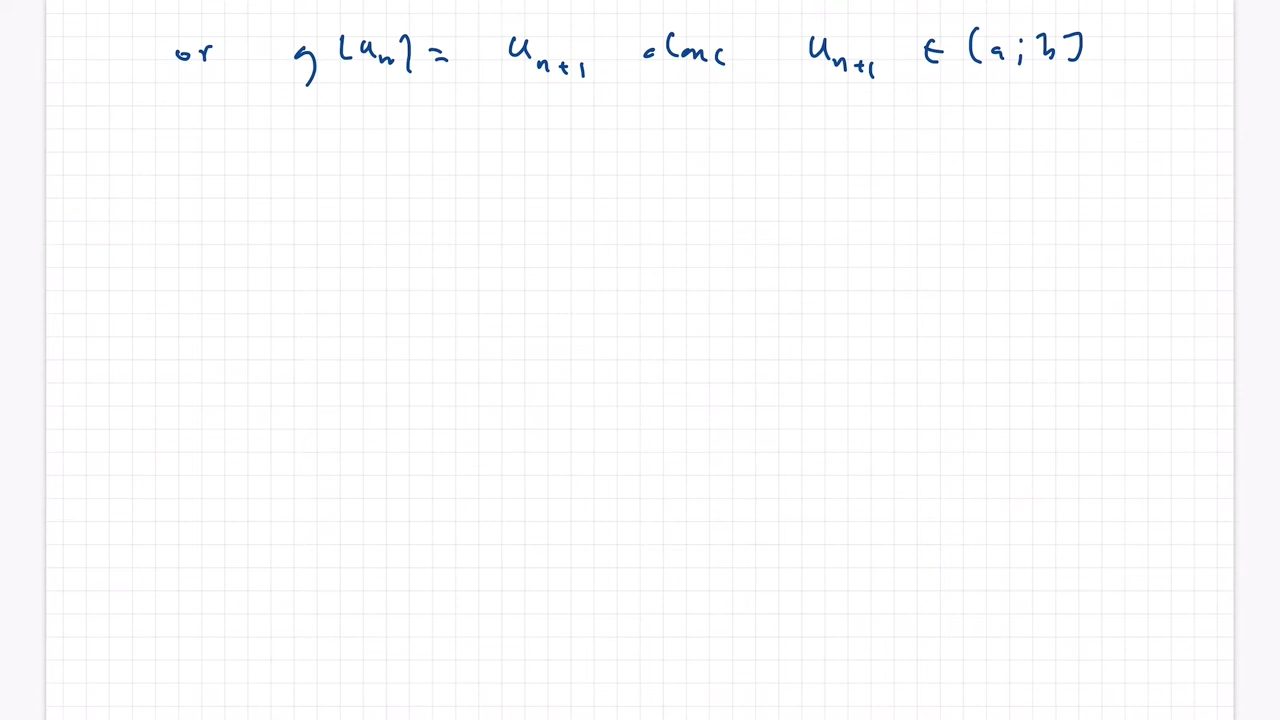 or g(uₙ) = uₙ₊₁ donc uₙ₊₁ ∈ [a ; b]